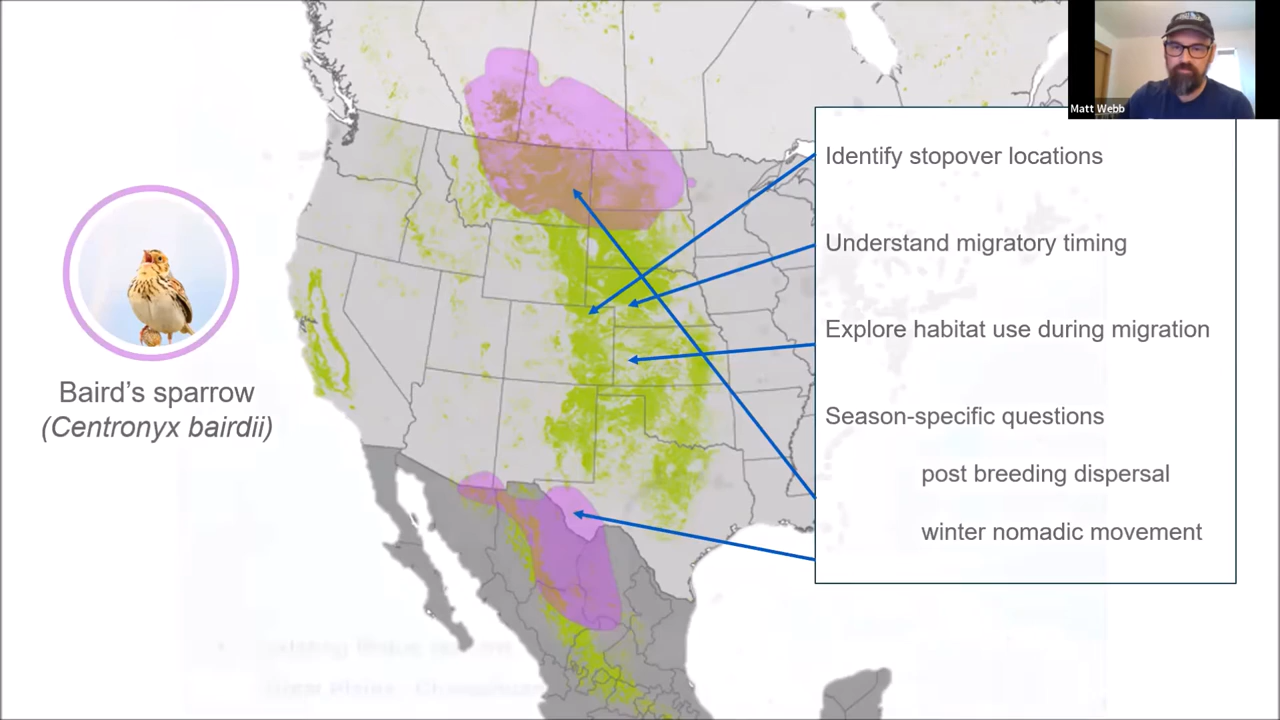 Matt Webb
Identify stopover locations
Understand migratory timing
Explore habitat use during migration
Season-specific questions
post breeding dispersal
winter nomadic movement
Baird’s sparrow
(Centronyx bairdii)